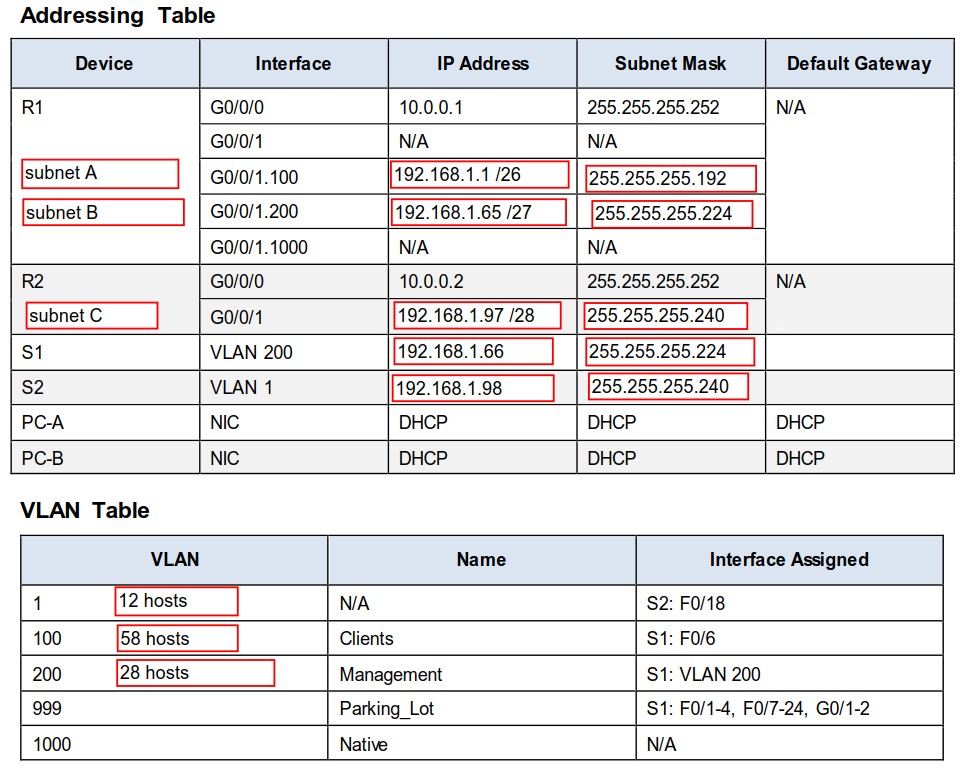 Addressing Table
Device Interface IP Address Subnet Mask Default Gateway
R1 G0/0/0 10.0.0.1 255.255.255.252 N/A
G0/0/1 N/A N/A
subnet A G0/0/1.100 192.168.1.1 /26 255.255.255.192
subnet B G0/0/1.200 192.168.1.65 /27 255.255.255.224
G0/0/1.1000 N/A N/A
R2 G0/0/0 10.0.0.2 255.255.255.252 N/A
subnet C G0/0/1 192.168.1.97 /28 255.255.255.240
S1 VLAN 200 192.168.1.66 255.255.255.224
S2 VLAN 1 192.168.1.98 255.255.255.240
PC-A NIC DHCP DHCP DHCP
PC-B NIC DHCP DHCP DHCP
VLAN Table
VLAN Name Interface Assigned
1 12 hosts N/A S2: F0/18
100 58 hosts Clients S1: F0/6
200 28 hosts Management S1: VLAN 200
999 Parking_Lot S1: F0/1-4, F0/7-24, G0/1-2
1000 Native N/A